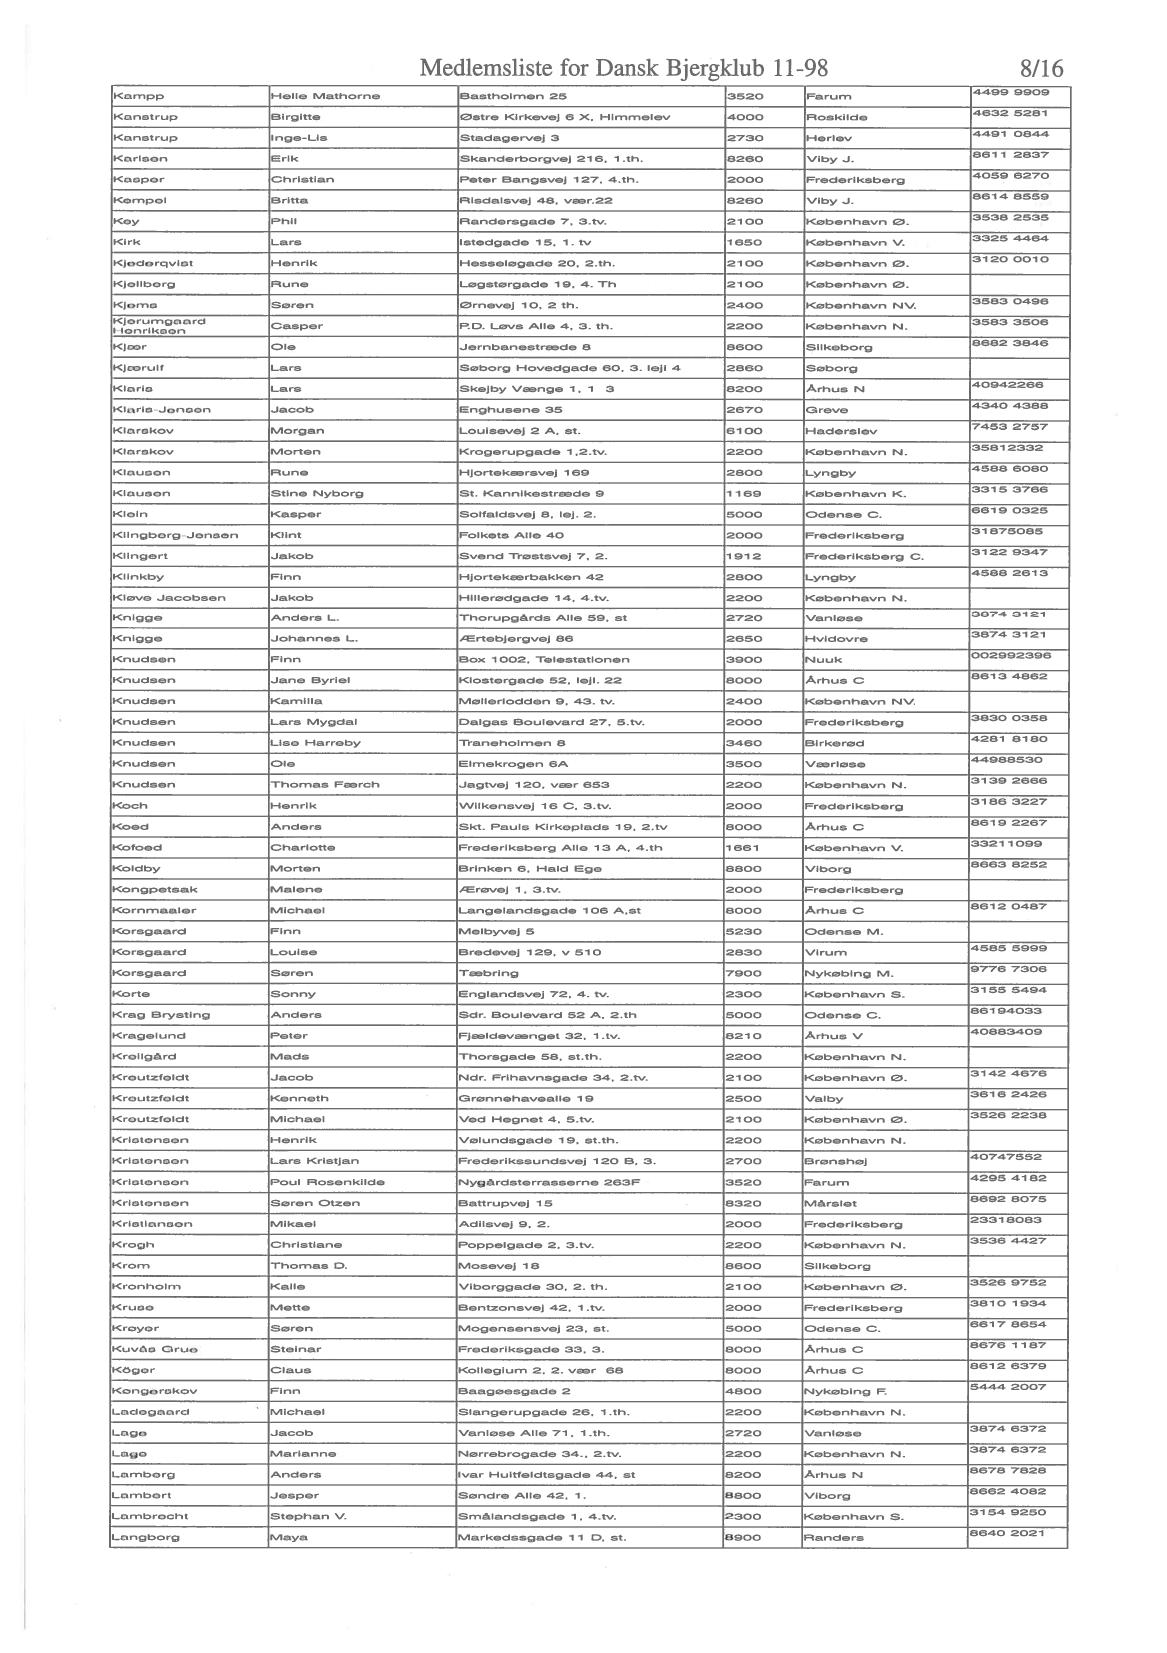 Medlemsliste for Dansk Bjergklub 11-98 8/16
Kampp Helle Mathorne Bastholmen 25 3520 Farum 4499 9909
Kanstrup Birgitte Østre Kirkevej 6 X, Himmelev 4000 Roskilde 4632 5281
Kanstrup Inge-Lis Stadagervej 3 2730 Herlev 4491 0844
Karlsen Erik Skanderborgvej 216, 1.th. 8260 Viby J. 8611 2837
Kasper Christian Peter Bangsvej 127, 4.th. 2000 Frederiksberg 4059 6270
Kempel Britta Risdalsvej 48, vær.22 8260 Viby J. 8614 8559
Key Phil Randersgade 7, 3.tv. 2100 København Ø. 3538 2535
Kirk Lars Istedgade 15, 1. tv 1650 København V. 3325 4464
Kjederqvist Henrik Hesseløgade 20, 2.th. 2100 København Ø. 3120 0010
Kjellberg Rune Løgstørgade 19, 4. Th 2100 København Ø.
Kjems Søren Ørnevej 10, 2 th. 2400 København NV. 3583 0496
Kjerumgaard
Henriksen Casper P.D. Løvs Alle 4, 3. th. 2200 København N. 3583 3506
Kjær Ole Jernbanestræde 8 8600 Silkeborg 8682 3846
Kjærulf Lars Søborg Hovedgade 60, 3. lejl 4 2860 Søborg
Klaris Lars Skejby Vænge 1, 1 3 8200 Århus N 40942266
Klaris-Jensen Jacob Enghusene 35 2670 Greve 4340 4388
Klarskov Morgan Louisevej 2 A, st. 6100 Haderslev 7453 2757
Klarskov Morten Krogerupgade 1,2.tv. 2200 København N. 35812332
Klausen Rune Hjortekærsvej 169 2800 Lyngby 4588 6080
Klausen Stine Nyborg St. Kannikestræde 9 1169 København K. 3315 3766
Klein Kasper Solfaldsvej 8, lej. 2. 5000 Odense C. 6619 0325
Klingberg-Jensen Klint Folkets Alle 40 2000 Frederiksberg 31875085
Klingert Jakob Svend Trøstsvej 7, 2. 1912 Frederiksberg C. 3122 9347
Klinkby Finn Hjortekærbakken 42 2800 Lyngby 4588 2613
Kløve Jacobsen Jakob Hillerødgade 14, 4.tv. 2200 København N.
Knigge Anders L. Thorupgårds Alle 59, st 2720 Vanløse 3874 3121
Knigge Johannes L. Ærtebjergvej 86 2650 Hvidovre 3874 3121
Knudsen Finn Box 1002, Telestationen 3900 Nuuk 002992396
Knudsen Jane Byriel Klostergade 52, lejl. 22 8000 Århus C 8613 4862
Knudsen Kamilla Møllerlodden 9, 43. tv. 2400 København NV.
Knudsen Lars Mygdal Dalgas Boulevard 27, 5.tv. 2000 Frederiksberg 3830 0358
Knudsen Lise Harreby Traneholmen 8 3460 Birkerød 4281 8180
Knudsen Ole Elmekrogen 6A 3500 Værløse 44988530
Knudsen Thomas Færch Jagtvej 120, vær 653 2200 København N. 3139 2666
Koch Henrik Wilkensvej 16 C, 3.tv. 2000 Frederiksberg 3186 3227
Koed Anders Skt. Pauls Kirkeplads 19, 2.tv 8000 Århus C 8619 2267
Kofoed Charlotte Frederiksberg Alle 13 A, 4.th 1661 København V. 33211099
Koldby Morten Brinken 6, Hald Ege 8800 Viborg 8663 8252
Kongpetsak Malene Ærøvej 1, 3.tv. 2000 Frederiksberg
Kornmaaler Michael Langelandsgade 106 A,st 8000 Århus C 8612 0487
Korsgaard Finn Melbyvej 5 5230 Odense M.
Korsgaard Louise Bredevej 129, v 510 2830 Virum 4585 5999
Korsgaard Søren Tæbring 7900 Nykøbing M. 9776 7306
Korte Sonny Englandsvej 72, 4. tv. 2300 København S. 3155 5494
Krag Brysting Anders Sdr. Boulevard 52 A, 2.th 5000 Odense C. 86194033
Kragelund Peter Fjældevænget 32, 1.tv. 8210 Århus V 40883409
Krellgård Mads Thorsgade 58, st.th. 2200 København N.
Kreutzfeldt Jacob Ndr. Frihavnsgade 34, 2.tv. 2100 København Ø. 3142 4676
Kreutzfeldt Kenneth Grønnehavealle 19 2500 Valby 3616 2426
Kreutzfeldt Michael Ved Hegnet 4, 5.tv. 2100 København Ø. 3526 2238
Kristensen Henrik Vølundsgade 19, st.th. 2200 København N.
Kristensen Lars Kristjan Frederikssundsvej 120 B, 3. 2700 Brønshøj 40747552
Kristensen Poul Rosenkilde Nygårdsterrasserne 263F 3520 Farum 4295 4182
Kristensen Søren Otzen Battrupvej 15 8320 Mårslet 8692 8075
Kristiansen Mikael Adilsvej 9, 2. 2000 Frederiksberg 23318083
Krogh Christiane Poppelgade 2, 3.tv. 2200 København N. 3536 4427
Krom Thomas D. Mosevej 18 8600 Silkeborg
Kronholm Kalle Viborggade 30, 2. th. 2100 København Ø. 3526 9752
Kruse Mette Bentzonsvej 42, 1.tv. 2000 Frederiksberg 3810 1934
Krøyer Søren Mogensensvej 23, st. 5000 Odense C. 6617 8654
Kuvås Grue Steinar Frederiksgade 33, 3. 8000 Århus C 8676 1187
Köger Claus Kollegium 2, 2. vær 68 8000 Århus C 8612 6379
Køngerskov Finn Baagøesgade 2 4800 Nykøbing F. 5444 2007
Ladegaard Michael Slangerupgade 26, 1.th. 2200 København N.
Lage Jacob Vanløse Alle 71, 1.th. 2720 Vanløse 3874 6372
Lage Marianne Nørrebrogade 34., 2.tv. 2200 København N. 3874 6372
Lamberg Anders Ivar Huitfeldtsgade 44, st 8200 Århus N 8678 7828
Lambert Jesper Søndre Alle 42, 1. 8800 Viborg 8662 4082
Lambrecht Stephan V. Smålandsgade 1, 4.tv. 2300 København S. 3154 9250
Langborg Maya Markedssgade 11 D, st. 8900 Randers 8640 2021